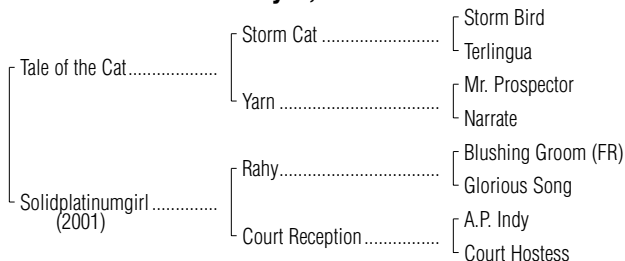 Storm Bird
Storm Cat
Terlingua
Tale of the Cat
Mr. Prospector
Yarn
Narrate
Blushing Groom (FR)
Rahy
Glorious Song
Solidplatinumgirl
(2001)
A.P. Indy
Court Reception
Court Hostess